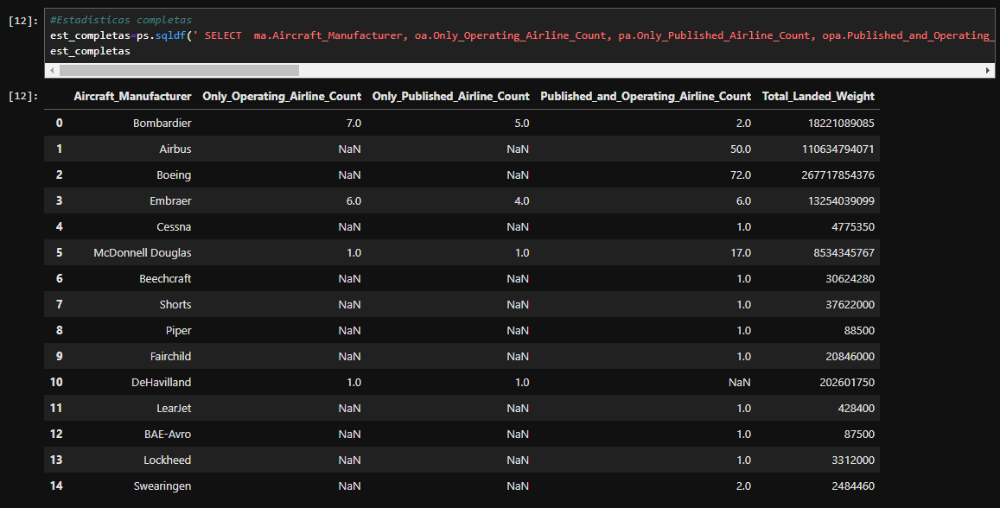 [12]: #Estadisticas completas
est_completas=ps.sqldf(' SELECT  ma.Aircraft_Manufacturer, oa.Only_Operating_Airline_Count, pa.Only_Published_Airline_Count, opa.Published_and_Operating_
est_completas
[12]: Aircraft_Manufacturer Only_Operating_Airline_Count Only_Published_Airline_Count Published_and_Operating_Airline_Count Total_Landed_Weight
0 Bombardier 7.0 5.0 2.0 18221089085
1 Airbus NaN NaN 50.0 110634794071
2 Boeing NaN NaN 72.0 267717854376
3 Embraer 6.0 4.0 6.0 13254039099
4 Cessna NaN NaN 1.0 4775350
5 McDonnell Douglas 1.0 1.0 17.0 8534345767
6 Beechcraft NaN NaN 1.0 30624280
7 Shorts NaN NaN 1.0 37622000
8 Piper NaN NaN 1.0 88500
9 Fairchild NaN NaN 1.0 20846000
10 DeHavilland 1.0 1.0 NaN 202601750
11 LearJet NaN NaN 1.0 428400
12 BAE-Avro NaN NaN 1.0 87500
13 Lockheed NaN NaN 1.0 3312000
14 Swearingen NaN NaN 2.0 2484460